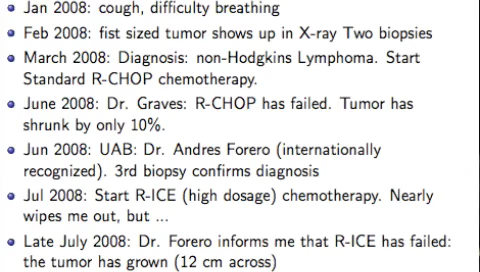 Jan 2008: cough, difficulty breathing
Feb 2008: fist sized tumor shows up in X-ray Two biopsies
March 2008: Diagnosis: non-Hodgkins Lymphoma. Start
Standard R-CHOP chemotherapy.
June 2008: Dr. Graves: R-CHOP has failed. Tumor has
shrunk by only 10%.
Jun 2008: UAB: Dr. Andres Forero (internationally
recognized). 3rd biopsy confirms diagnosis
Jul 2008: Start R-ICE (high dosage) chemotherapy. Nearly
wipes me out, but ...
Late July 2008: Dr. Forero informs me that R-ICE has failed:
the tumor has grown (12 cm across)